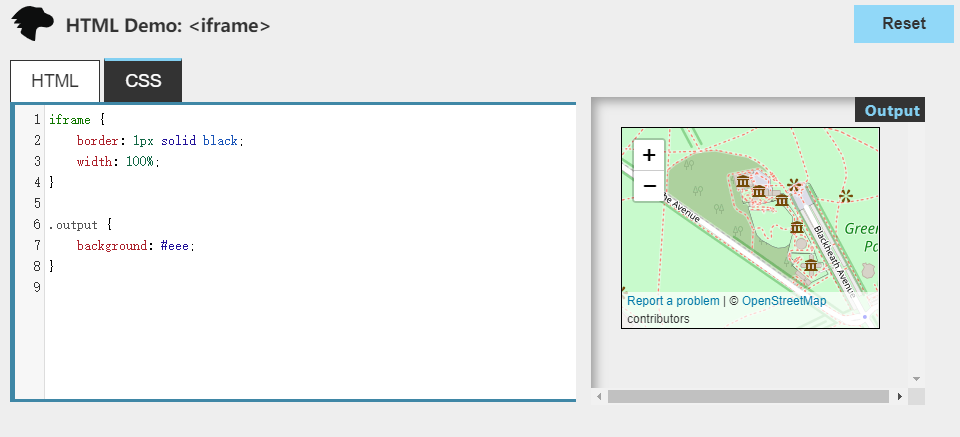 HTML Demo: <iframe>
Reset
HTML
CSS
1 iframe {
2     border: 1px solid black;
3     width: 100%;
4 }
5
6 .output {
7     background: #eee;
8 }
9
Output
+
−
he Avenue
Blackheath Avenue
Green
Pa
Report a problem | © OpenStreetMap
contributors